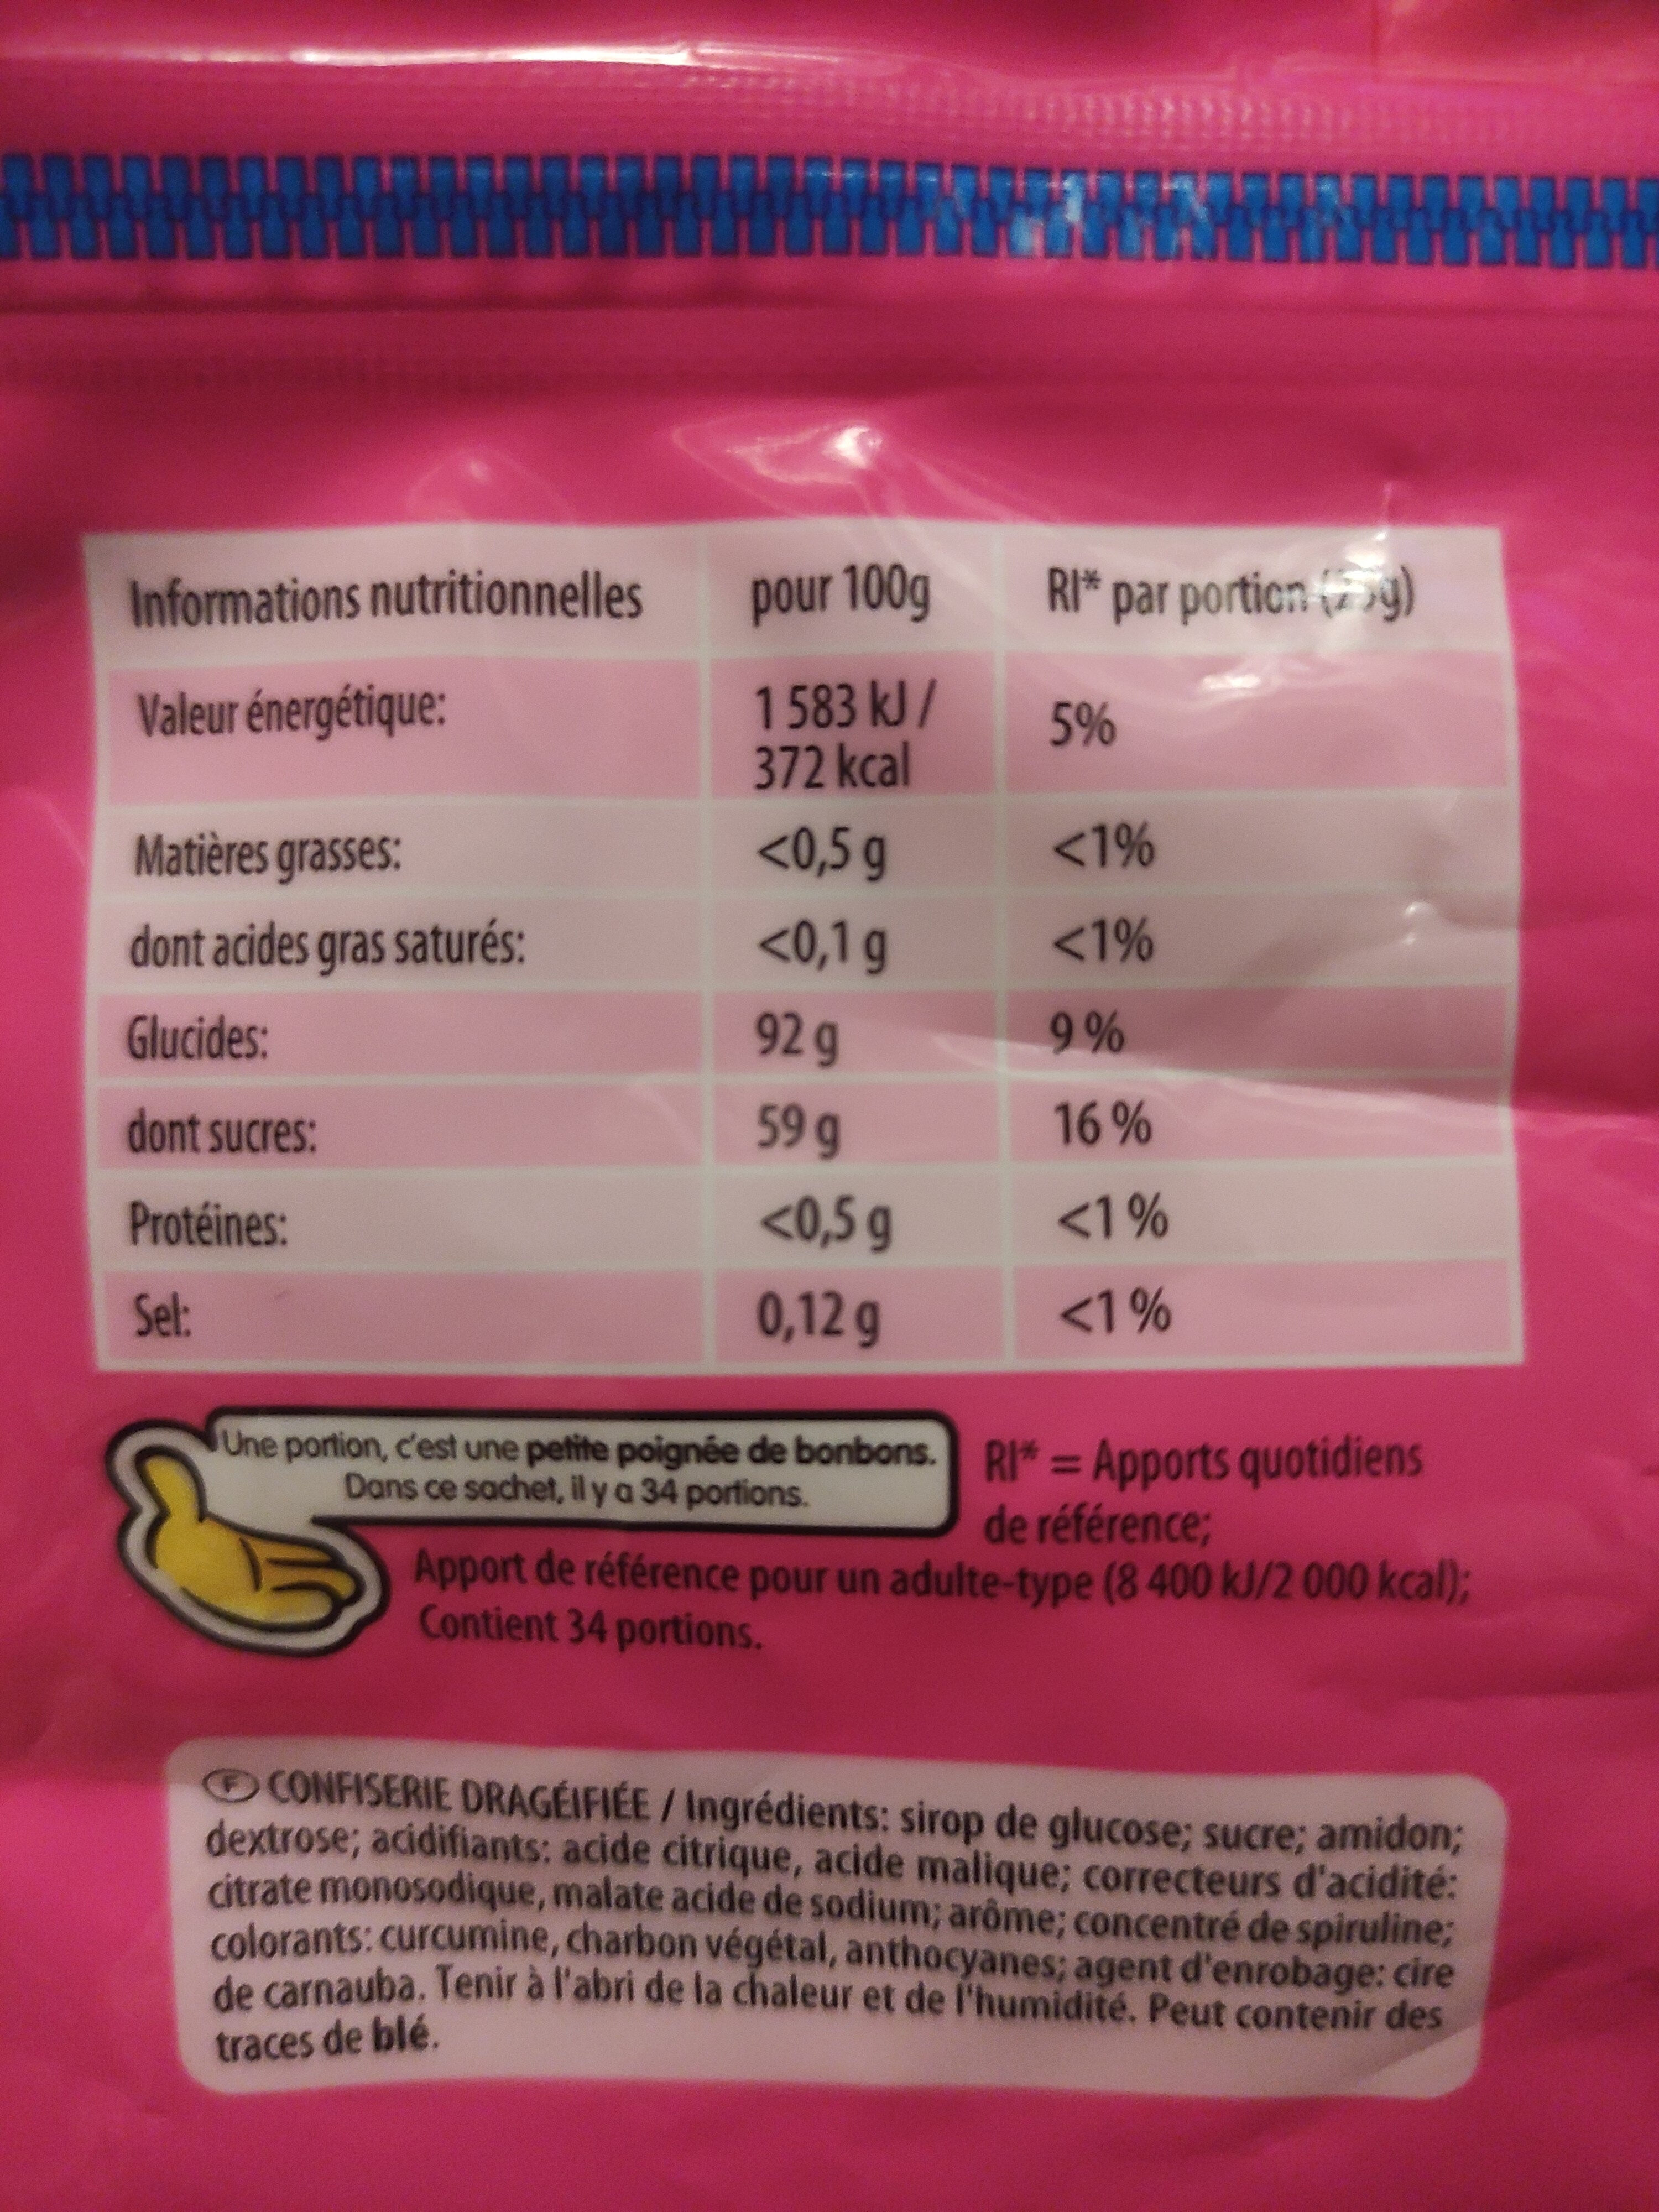 Informations nutritionnelles pour 100g RI* par portion (25g)
Valeur énergétique: 1 583 kJ / 5%
372 kcal
Matières grasses: <0,5 g <1%
dont acides gras saturés: <0,1 g <1%
Glucides: 92 g 9 %
dont sucres: 59 g 16 %
Protéines: <0,5 g <1 %
Sel: 0,12 g <1 %
Une portion, c'est une petite poignée de bonbons.
Dans ce sachet, il y a 34 portions.
RI* = Apports quotidiens
de référence;
Apport de référence pour un adulte-type (8 400 kJ/2 000 kcal);
Contient 34 portions.
F CONFISERIE DRAGÉIFIÉE / Ingrédients: sirop de glucose; sucre; amidon;
dextrose; acidifiants: acide citrique, acide malique; correcteurs d'acidité:
citrate monosodique, malate acide de sodium; arôme; concentré de spiruline;
colorants: curcumine, charbon végétal, anthocyanes; agent d'enrobage: cire
de carnauba. Tenir à l'abri de la chaleur et de l'humidité. Peut contenir des
traces de blé.